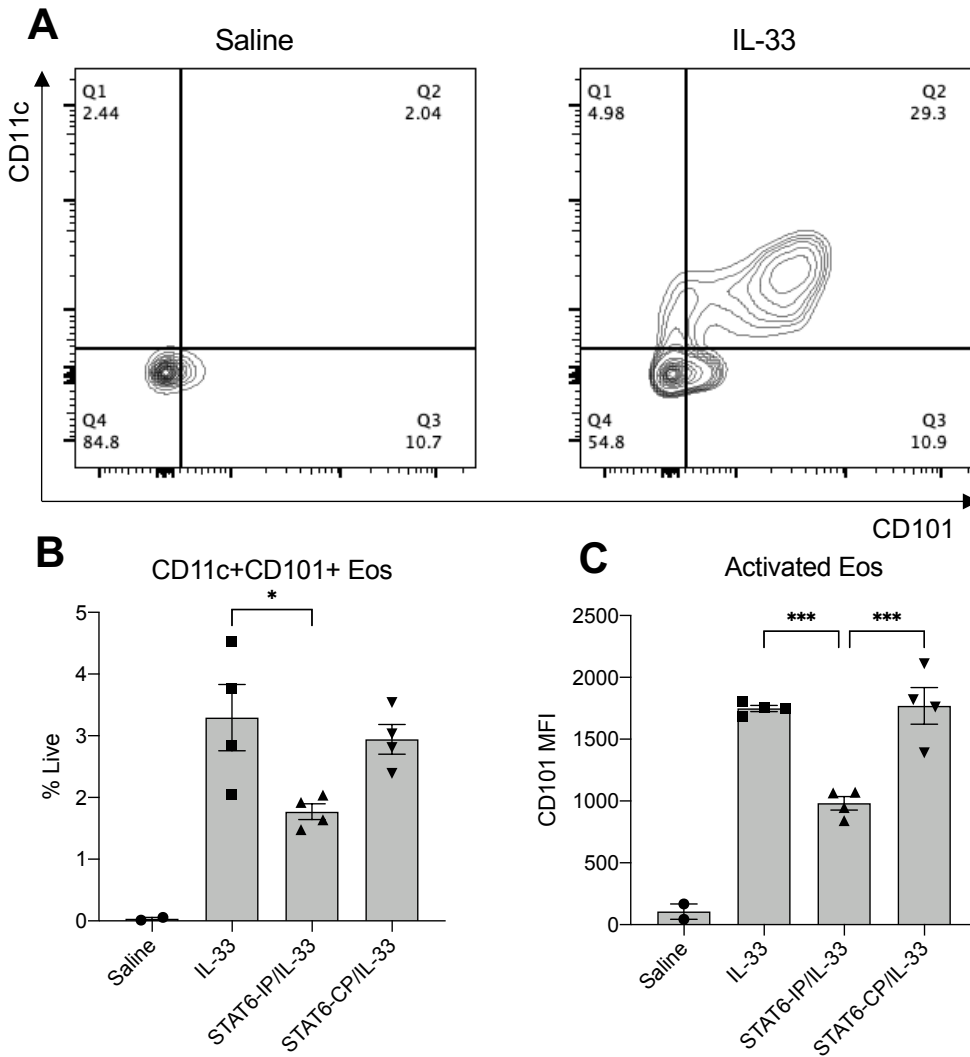 A
Saline
IL-33
CD11c
Q1
2.44
Q2
2.04
Q4
84.8
Q3
10.7
Q1
4.98
Q2
29.3
Q4
54.8
Q3
10.9
CD101
B
CD11c+CD101+ Eos
*
% Live
5
4
3
2
1
0
Saline
IL-33
STAT6-IP/IL-33
STAT6-CP/IL-33
C
Activated Eos
*** ***
CD101 MFI
2500
2000
1500
1000
500
0
Saline
IL-33
STAT6-IP/IL-33
STAT6-CP/IL-33